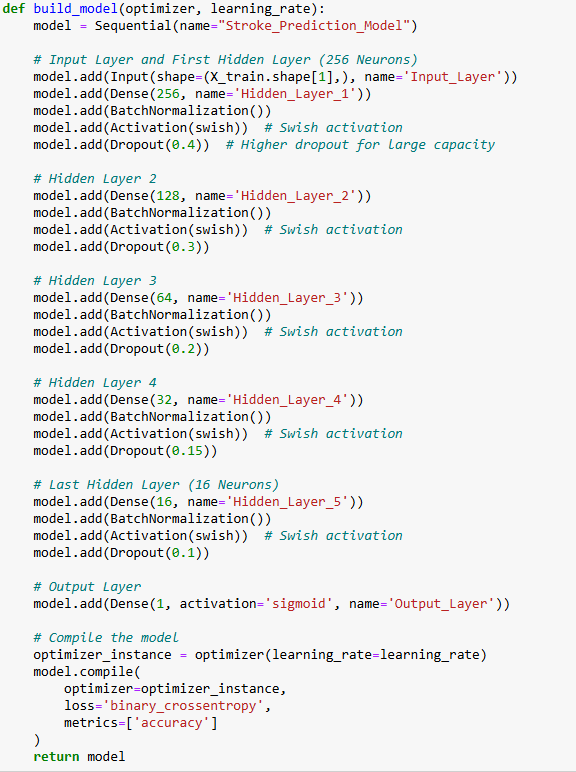 def build_model(optimizer, learning_rate):
    model = Sequential(name="Stroke_Prediction_Model")

    # Input Layer and First Hidden Layer (256 Neurons)
    model.add(Input(shape=(X_train.shape[1],), name='Input_Layer'))
    model.add(Dense(256, name='Hidden_Layer_1'))
    model.add(BatchNormalization())
    model.add(Activation(swish))  # Swish activation
    model.add(Dropout(0.4))  # Higher dropout for large capacity

    # Hidden Layer 2
    model.add(Dense(128, name='Hidden_Layer_2'))
    model.add(BatchNormalization())
    model.add(Activation(swish))  # Swish activation
    model.add(Dropout(0.3))

    # Hidden Layer 3
    model.add(Dense(64, name='Hidden_Layer_3'))
    model.add(BatchNormalization())
    model.add(Activation(swish))  # Swish activation
    model.add(Dropout(0.2))

    # Hidden Layer 4
    model.add(Dense(32, name='Hidden_Layer_4'))
    model.add(BatchNormalization())
    model.add(Activation(swish))  # Swish activation
    model.add(Dropout(0.15))

    # Last Hidden Layer (16 Neurons)
    model.add(Dense(16, name='Hidden_Layer_5'))
    model.add(BatchNormalization())
    model.add(Activation(swish))  # Swish activation
    model.add(Dropout(0.1))

    # Output Layer
    model.add(Dense(1, activation='sigmoid', name='Output_Layer'))

    # Compile the model
    optimizer_instance = optimizer(learning_rate=learning_rate)
    model.compile(
        optimizer=optimizer_instance,
        loss='binary_crossentropy',
        metrics=['accuracy']
    )
    return model